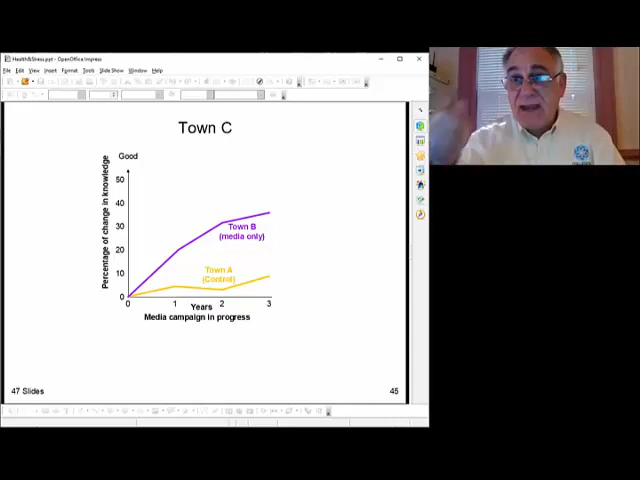 Health&Stress.ppt - OpenOffice Impress
File Edit View Insert Format Tools Slide Show Window Help
Town C
Good
Percentage of change in knowledge
50
40
30
20
10
0
Town B
(media only)
Town A
(Control)
0 1 2 3
Years
Media campaign in progress
47 Slides 45